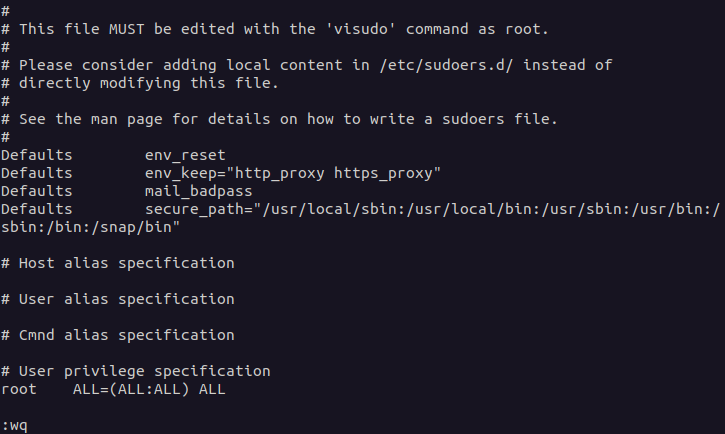 #
# This file MUST be edited with the 'visudo' command as root.
#
# Please consider adding local content in /etc/sudoers.d/ instead of
# directly modifying this file.
#
# See the man page for details on how to write a sudoers file.
#
Defaults        env_reset
Defaults        env_keep="http_proxy https_proxy"
Defaults        mail_badpass
Defaults        secure_path="/usr/local/sbin:/usr/local/bin:/usr/sbin:/usr/bin:/
sbin:/bin:/snap/bin"

# Host alias specification

# User alias specification

# Cmnd alias specification

# User privilege specification
root    ALL=(ALL:ALL) ALL

:wq